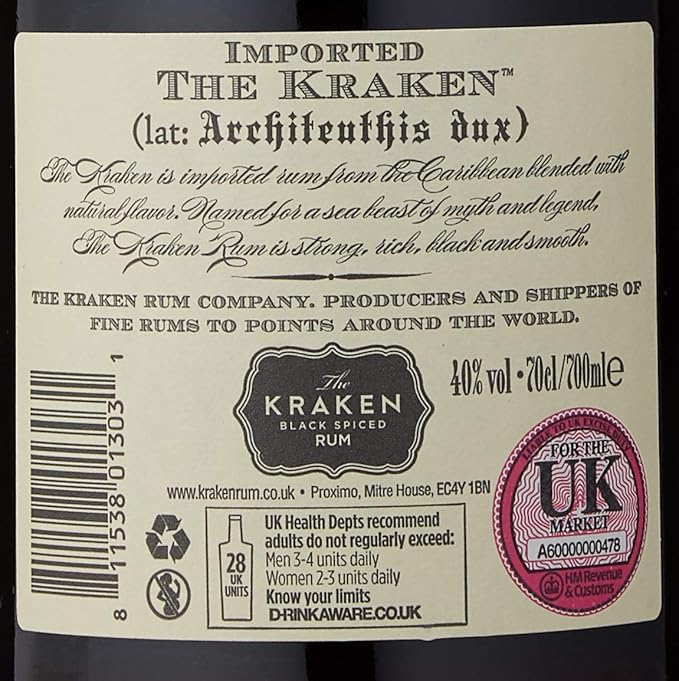 IMPORTED
THE KRAKEN™
(lat: Architeuthis dux)
The Kraken is imported rum from the Caribbean blended with
natural flavor. Named for a sea beast of myth and legend,
The Kraken Rum is strong, rich, black and smooth.
THE KRAKEN RUM COMPANY. PRODUCERS AND SHIPPERS OF
FINE RUMS TO POINTS AROUND THE WORLD.
The
KRAKEN
BLACK SPICED
RUM
40% vol • 70cl/700ml e
8 11538 01303 1
www.krakenrum.co.uk • Proximo, Mitre House, EC4Y 1BN
28
UK
UNITS
UK Health Depts recommend
adults do not regularly exceed:
Men 3-4 units daily
Women 2-3 units daily
Know your limits
DRINKAWARE.CO.UK
LIABLE TO UK EXCISE DUTY
FOR THE
UK
MARKET
A60000000478
HM Revenue
& Customs